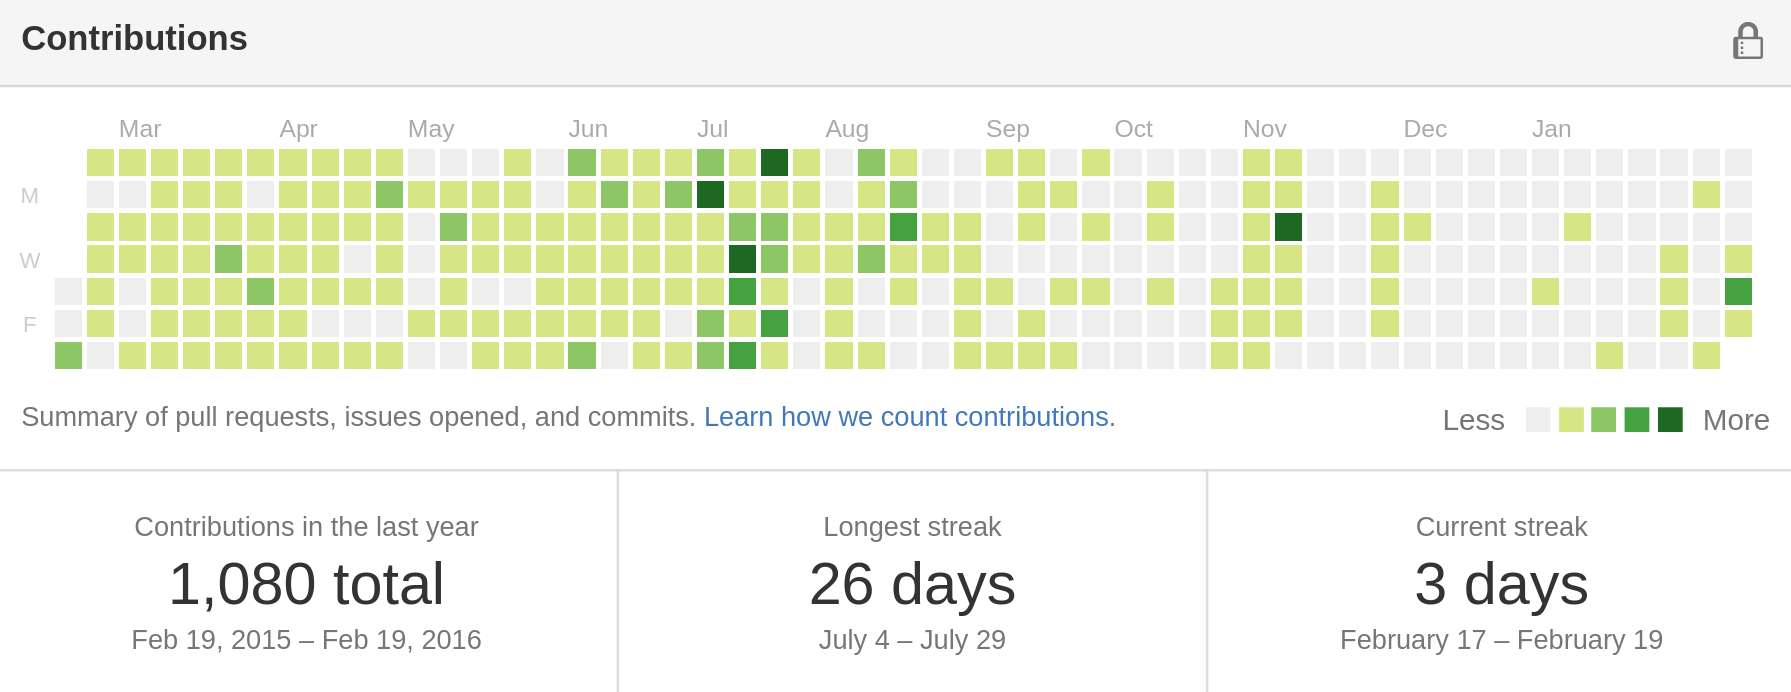 Contributions
Mar Apr May Jun Jul Aug Sep Oct Nov Dec Jan
M
W
F
Summary of pull requests, issues opened, and commits. Learn how we count contributions.
Less More
Contributions in the last year
1,080 total
Feb 19, 2015 – Feb 19, 2016
Longest streak
26 days
July 4 – July 29
Current streak
3 days
February 17 – February 19